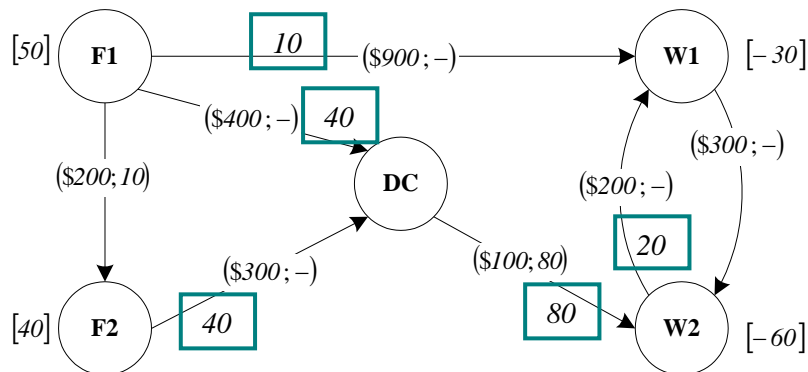 [50] F1 10 ($900; –) W1 [– 30]
($400; –) 40
($300; –)
($200;10) DC ($200; –)
($300; –) ($100;80) 20
[40] F2 40 80 W2 [– 60]